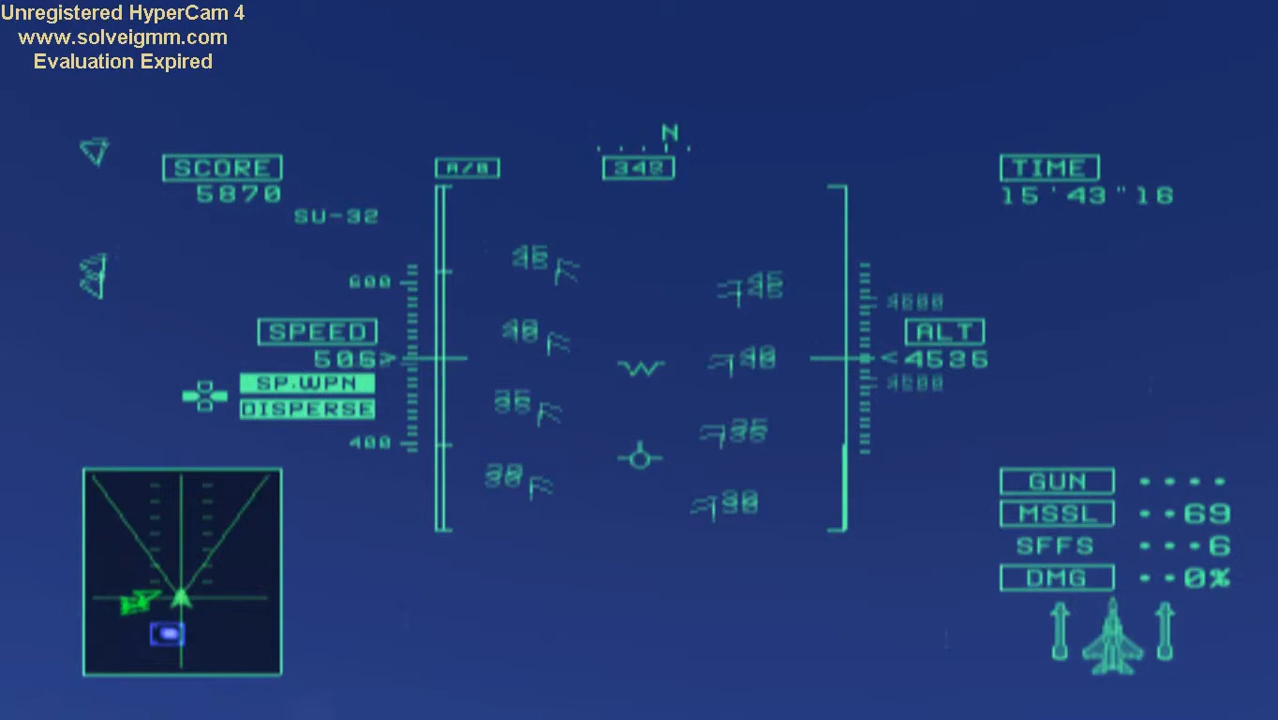 Unregistered HyperCam 4
www.solveigmm.com
Evaluation Expired
N
SCORE
A/B
342
TIME
5870
15'43"16
SU-32
45
45
600
4600
SPEED
40
ALT
506>
40
<4536
SP.WPN
4500
DISPERSE
35
35
400
30
GUN
30
MSSL 69
SFFS 6
DMG 0%